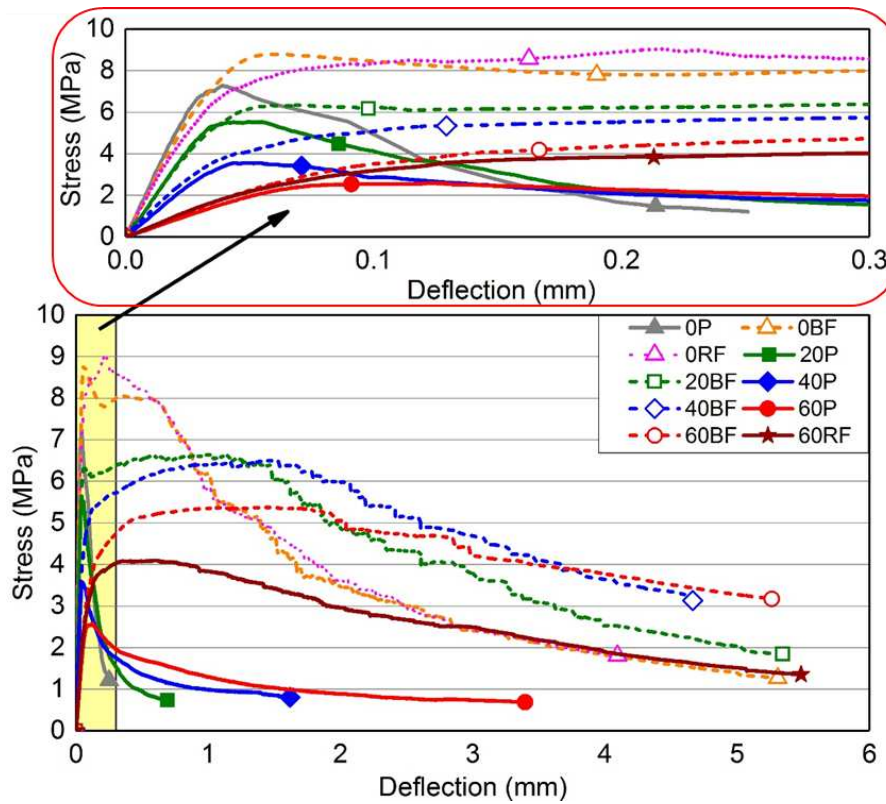 10
8
6
4
2
0
Stress (MPa)
0.0 0.1 0.2 0.3
Deflection (mm)
10
9
8
7
6
5
4
3
2
1
0
Stress (MPa)
0P 0BF
0RF 20P
20BF 40P
40BF 60P
60BF 60RF
0 1 2 3 4 5 6
Deflection (mm)